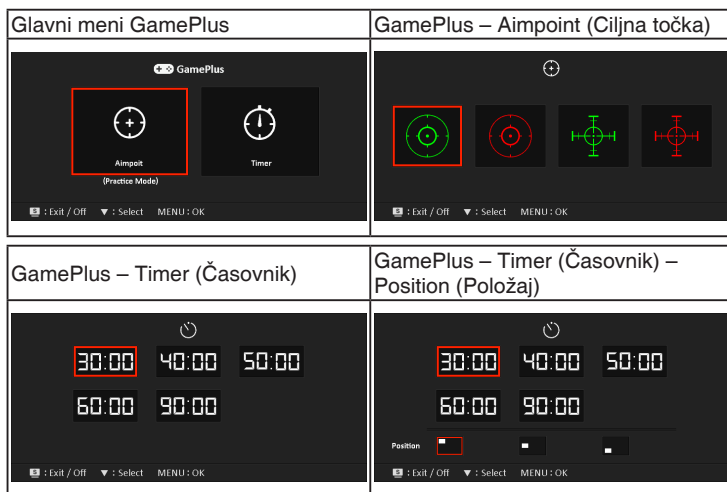 Glavni meni GamePlus
GamePlus – Aimpoint (Ciljna točka)
GamePlus
Aimpoit
(Practice Mode)
Timer
S : Exit / Off ▼ : Select MENU : OK
S : Exit / Off ▼ : Select MENU : OK
GamePlus – Timer (Časovnik)
GamePlus – Timer (Časovnik) –
Position (Položaj)
30:00 40:00 50:00
60:00 90:00
S : Exit / Off ▼ : Select MENU : OK
30:00 40:00 50:00
60:00 90:00
Position
S : Exit / Off ▼ : Select MENU : OK